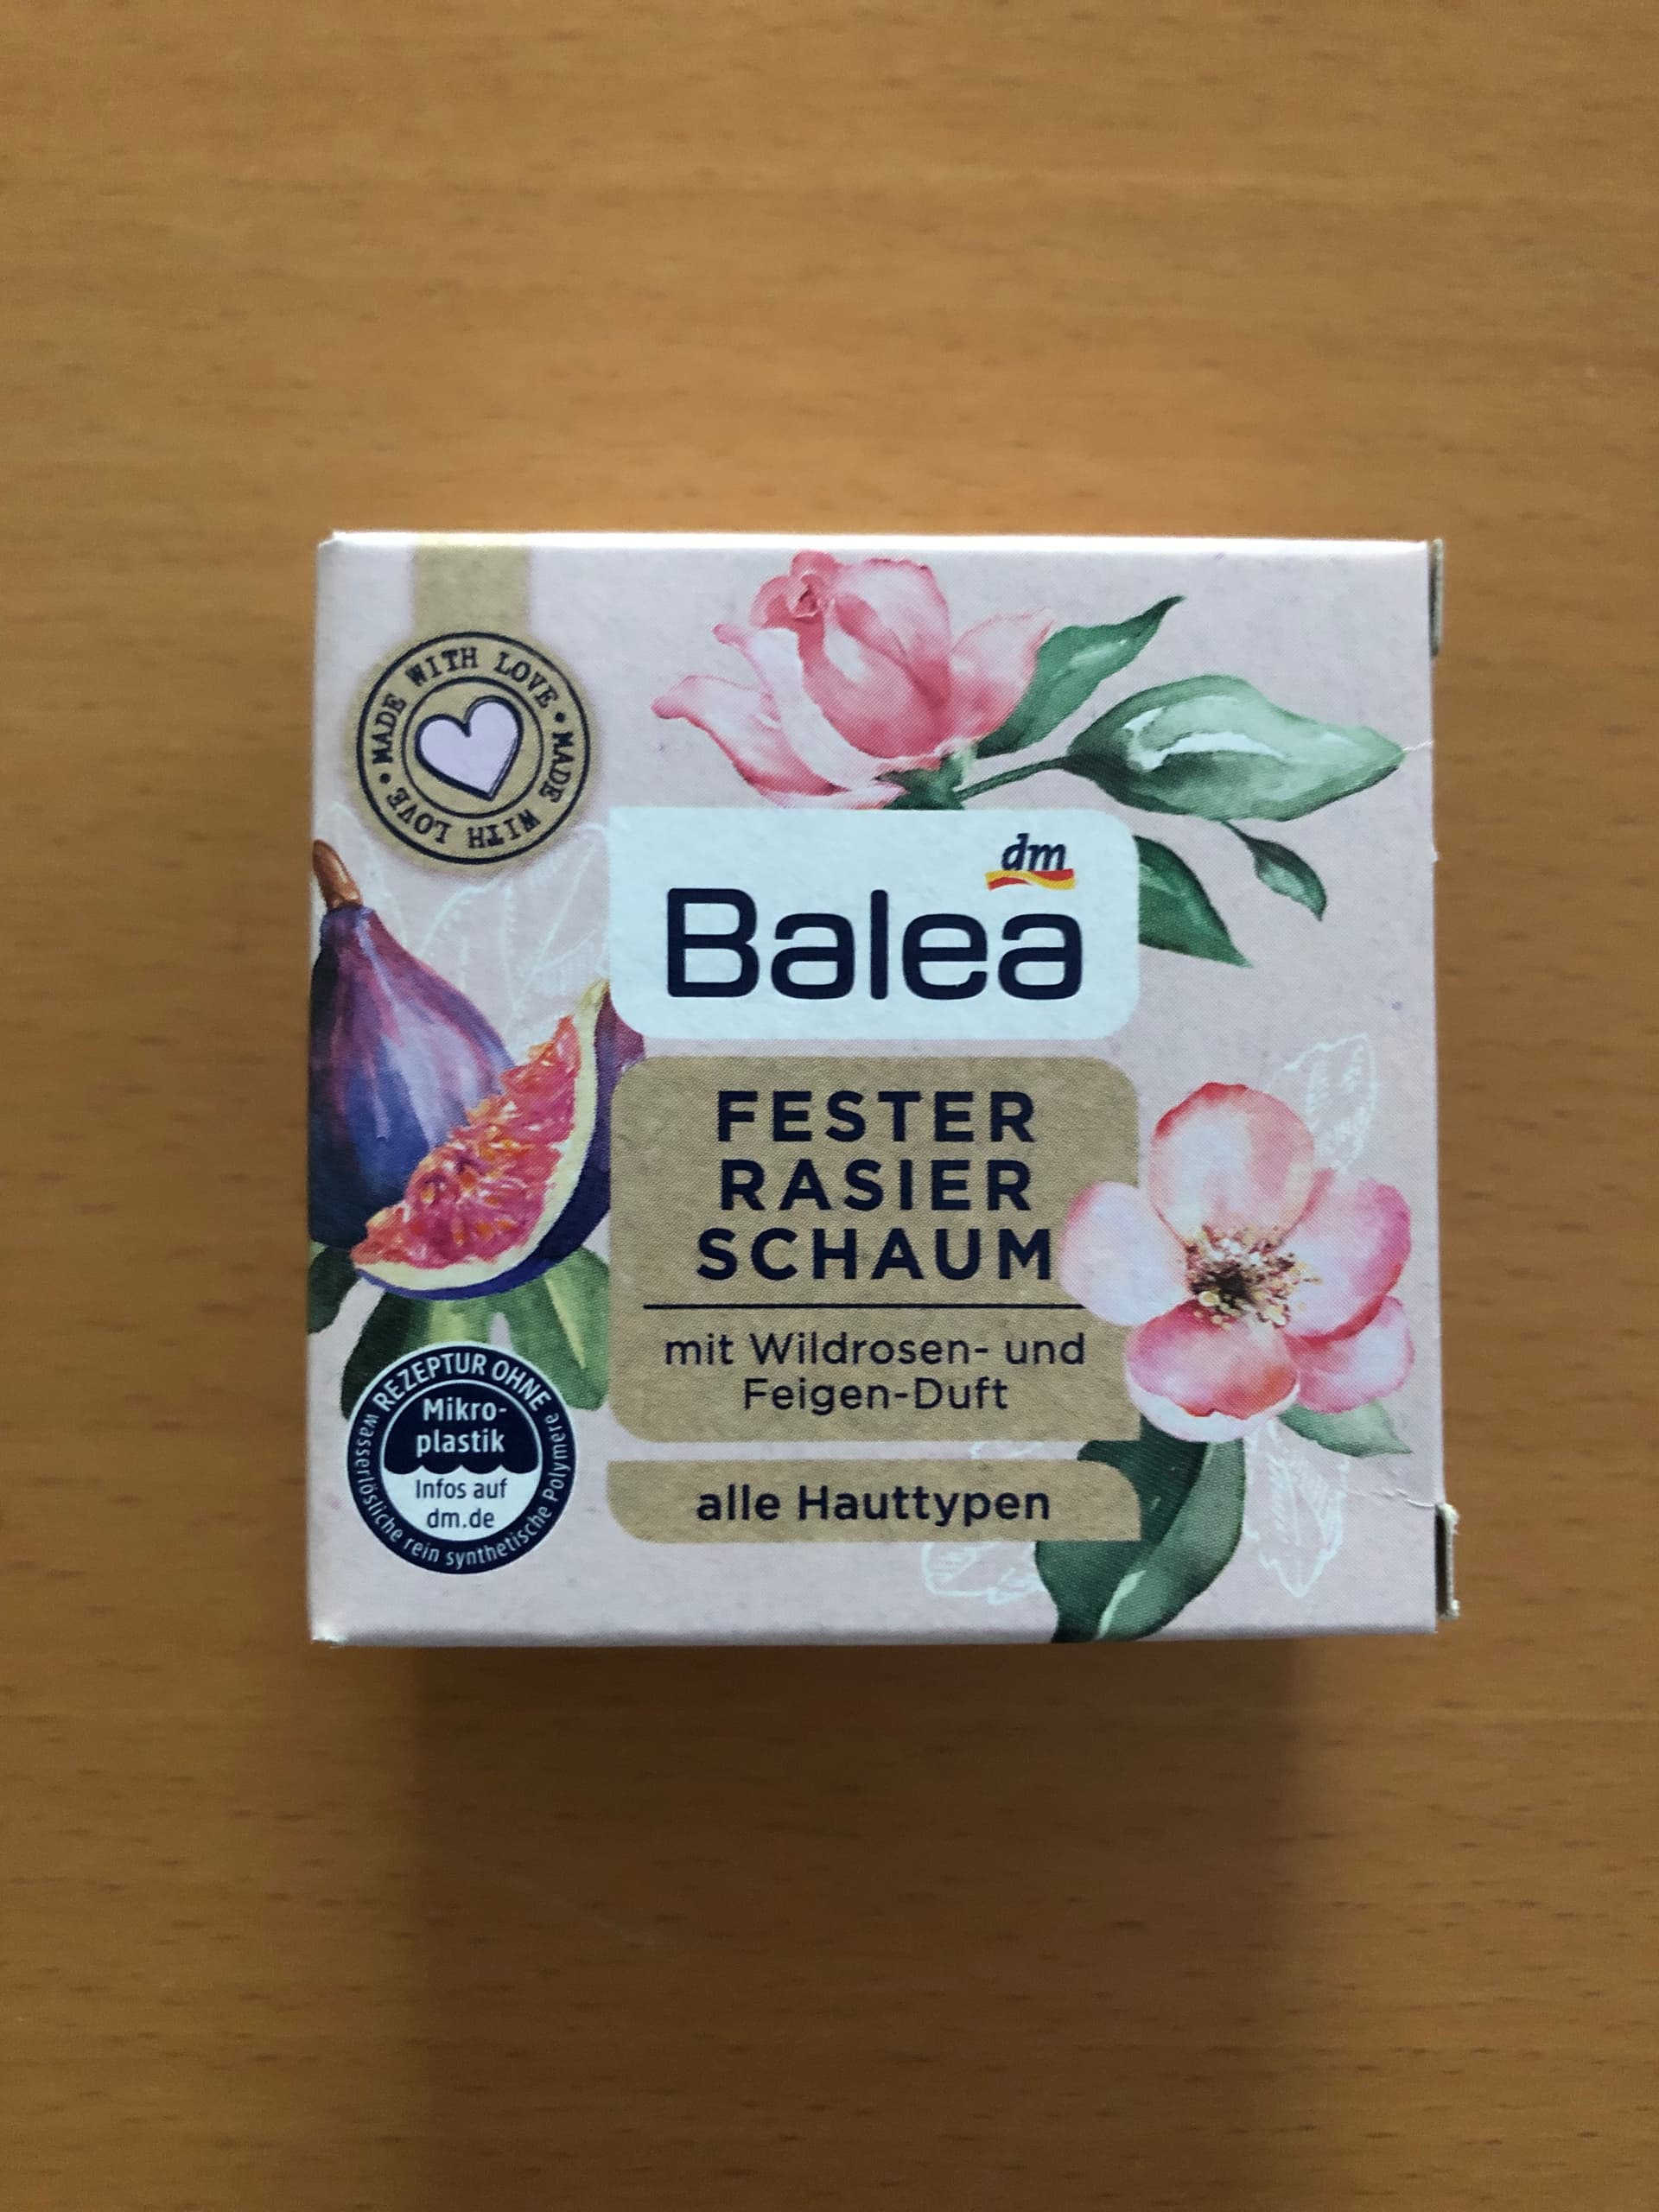 MADE WITH LOVE • MADE WITH LOVE •
dm
Balea
FESTER
RASIER
SCHAUM
mit Wildrosen- und
Feigen-Duft
alle Hauttypen
REZEPTUR OHNE
Mikro-
plastik
Infos auf
dm.de
wasserlösliche rein synthetische Polymere